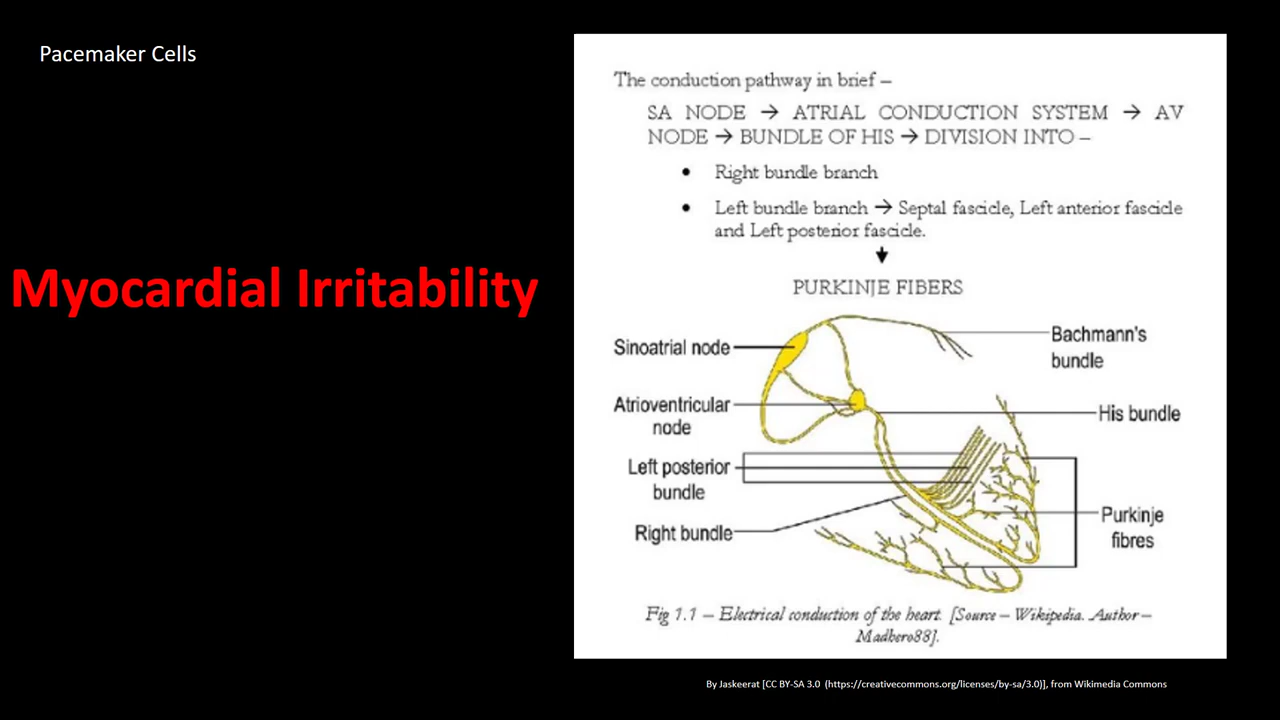 Pacemaker Cells
Myocardial Irritability
The conduction pathway in brief –
SA NODE → ATRIAL CONDUCTION SYSTEM → AV
NODE → BUNDLE OF HIS → DIVISION INTO –
• Right bundle branch
• Left bundle branch → Septal fascicle, Left anterior fascicle
and Left posterior fascicle.
PURKINJE FIBERS
Sinoatrial node
Bachmann's
bundle
Atrioventricular
node
His bundle
Left posterior
bundle
Right bundle
Purkinje
fibres
Fig 1.1 – Electrical conduction of the heart. [Source – Wikipedia. Author –
Madhero88].
By Jaskeerat [CC BY-SA 3.0 (https://creativecommons.org/licenses/by-sa/3.0)], from Wikimedia Commons